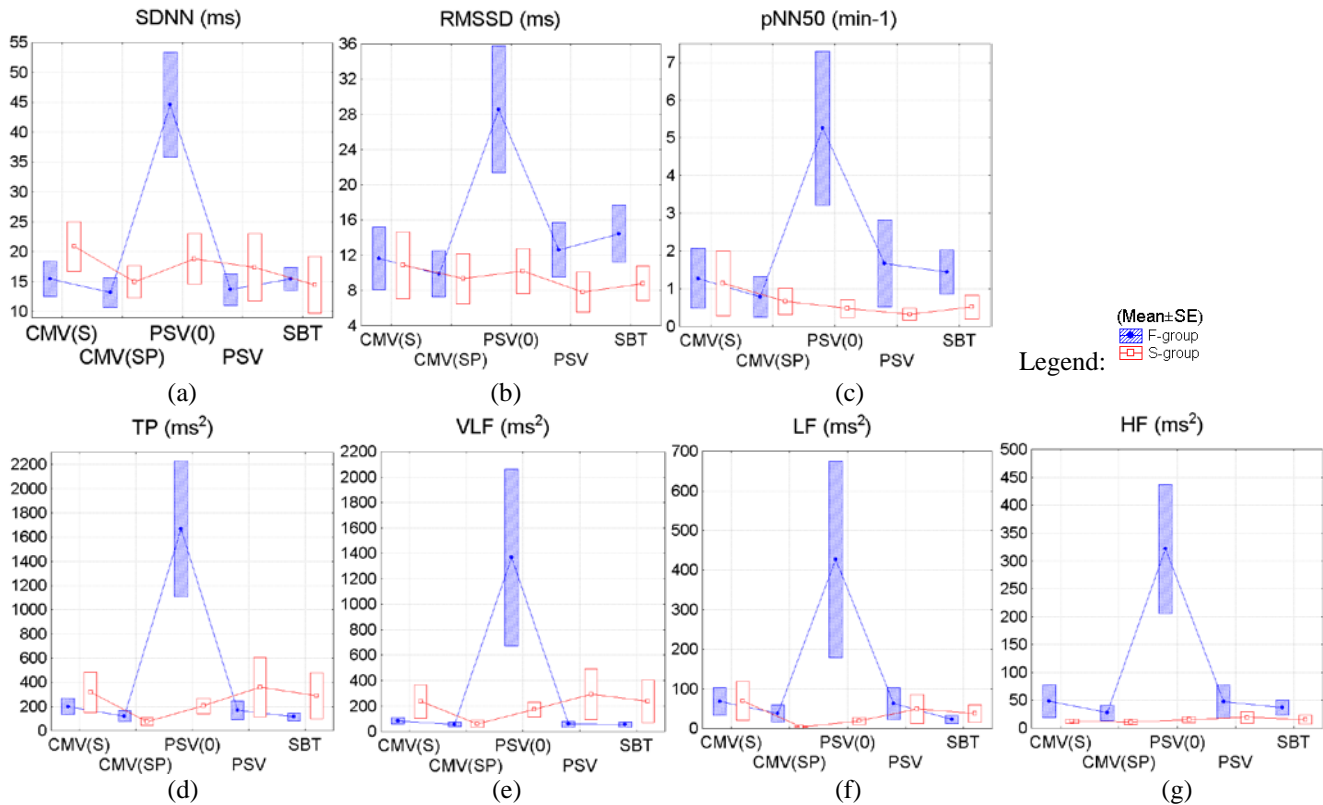 SDNN (ms)
55
50
45
40
35
30
25
20
15
10
CMV(S)
CMV(SP)
PSV(0)
PSV
SBT
(a)
RMSSD (ms)
36
32
28
24
20
16
12
8
4
CMV(S)
CMV(SP)
PSV(0)
PSV
SBT
(b)
pNN50 (min-1)
7
6
5
4
3
2
1
0
CMV(S)
CMV(SP)
PSV(0)
PSV
SBT
(c)
Legend:
(Mean±SE)
F-group
S-group
TP (ms²)
2200
2000
1800
1600
1400
1200
1000
800
600
400
200
0
CMV(S)
CMV(SP)
PSV(0)
PSV
SBT
(d)
VLF (ms²)
2200
2000
1800
1600
1400
1200
1000
800
600
400
200
0
CMV(S)
CMV(SP)
PSV(0)
PSV
SBT
(e)
LF (ms²)
700
600
500
400
300
200
100
0
CMV(S)
CMV(SP)
PSV(0)
PSV
SBT
(f)
HF (ms²)
500
450
400
350
300
250
200
150
100
50
0
CMV(S)
CMV(SP)
PSV(0)
PSV
SBT
(g)